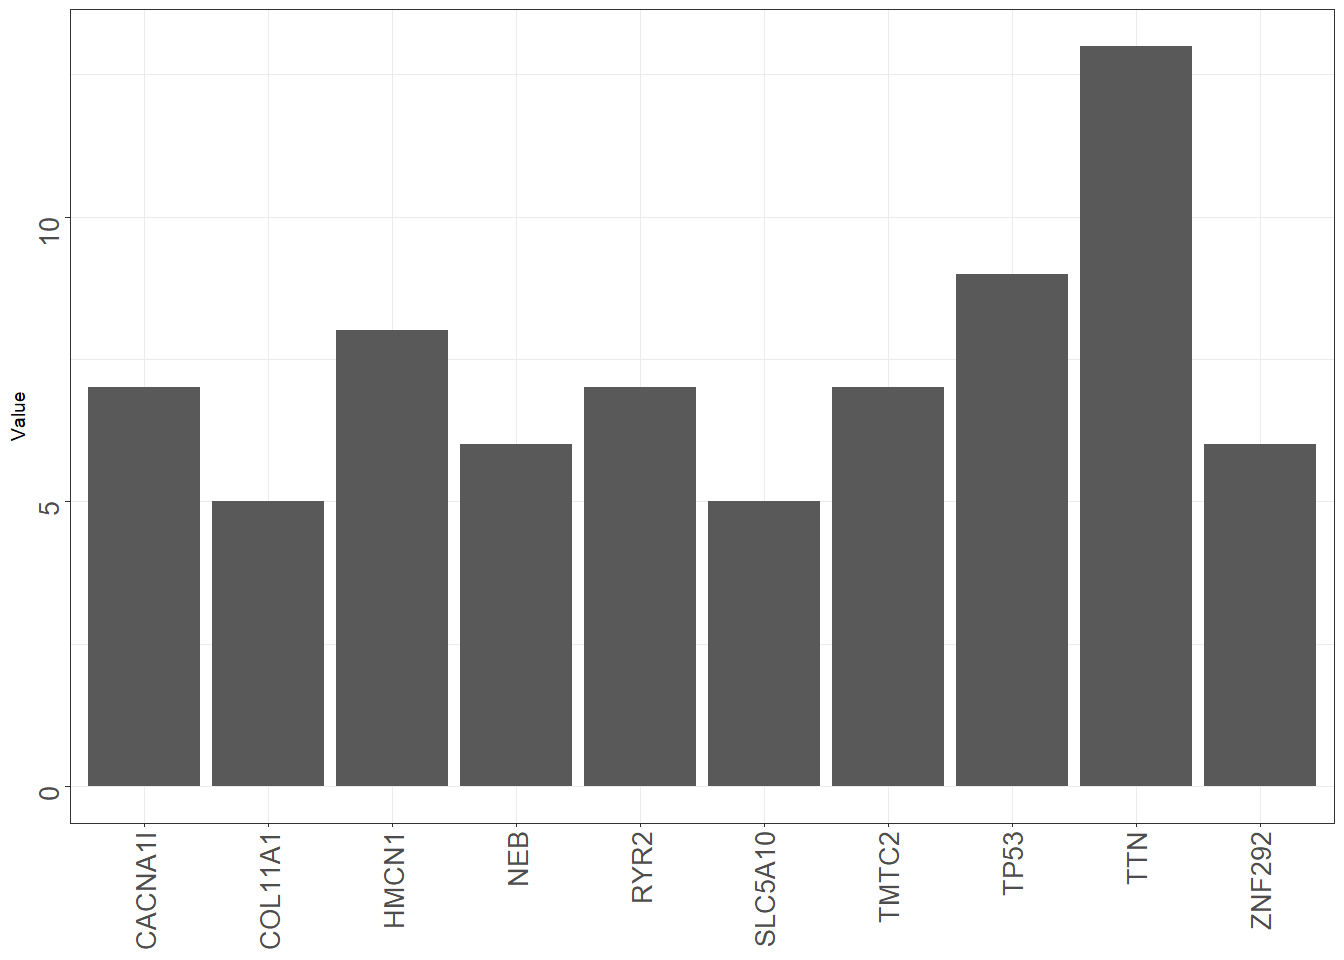 Value
10
5
0
CACNA1I
COL11A1
HMCN1
NEB
RYR2
SLC5A10
TMTC2
TP53
TTN
ZNF292